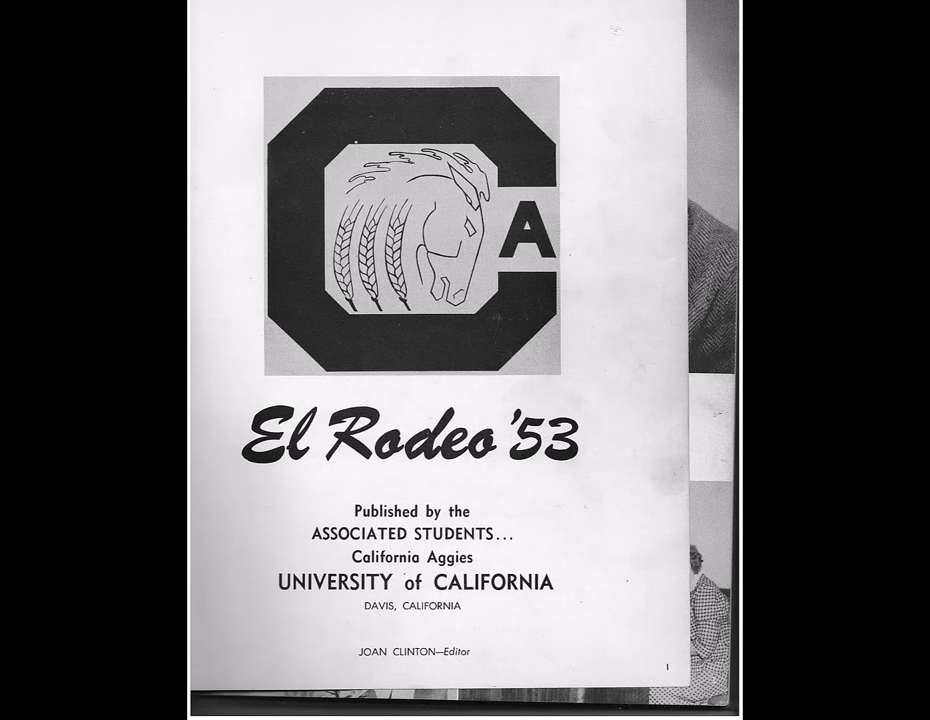 CA
El Rodeo '53
Published by the
ASSOCIATED STUDENTS...
California Aggies
UNIVERSITY of CALIFORNIA
DAVIS, CALIFORNIA
JOAN CLINTON—Editor
1